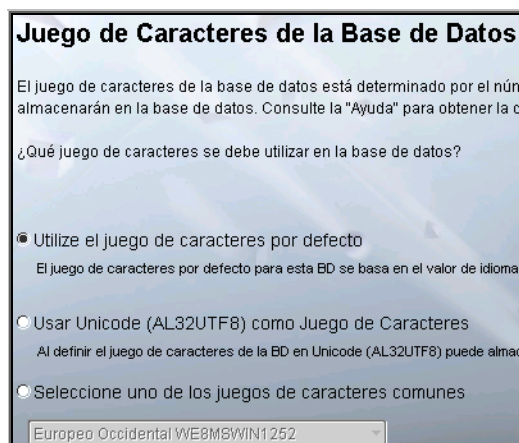 Juego de Caracteres de la Base de Datos
El juego de caracteres de la base de datos está determinado por el
almacenarán en la base de datos. Consulte la "Ayuda" para obtener la
¿Qué juego de caracteres se debe utilizar en la base de datos?
Utilize el juego de caracteres por defecto
El juego de caracteres por defecto para esta BD se basa en el valor de idioma
Usar Unicode (AL32UTF8) como Juego de Caracteres
Al definir el juego de caracteres de la BD en Unicode (AL32UTF8) puede
Seleccione uno de los juegos de caracteres comunes
Europeo Occidental WE8MSWIN1252